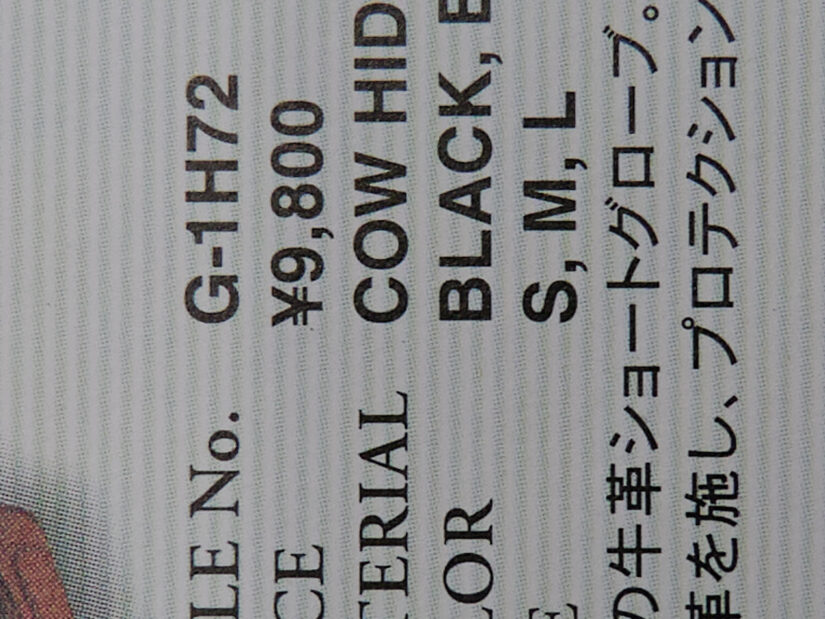 LE No. G-1H72
CE ¥9,800
TERIAL COW HID
LOR BLACK,
E S, M, L
の牛革ショートグローブ。
革を施し、プロテクション